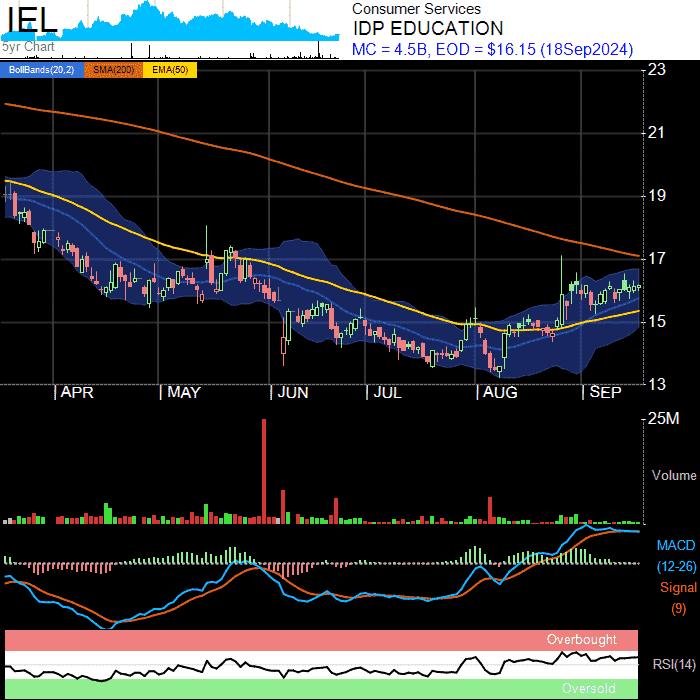 IEL
5yr Chart
Consumer Services
IDP EDUCATION
MC = 4.5B, EOD = $16.15 (18Sep2024)
BollBands(20,2) SMA(200) EMA(50)
23
21
19
17
15
13
APR MAY JUN JUL AUG SEP
25M
Volume
MACD
(12-26)
Signal
(9)
Overbought
RSI(14)
Oversold